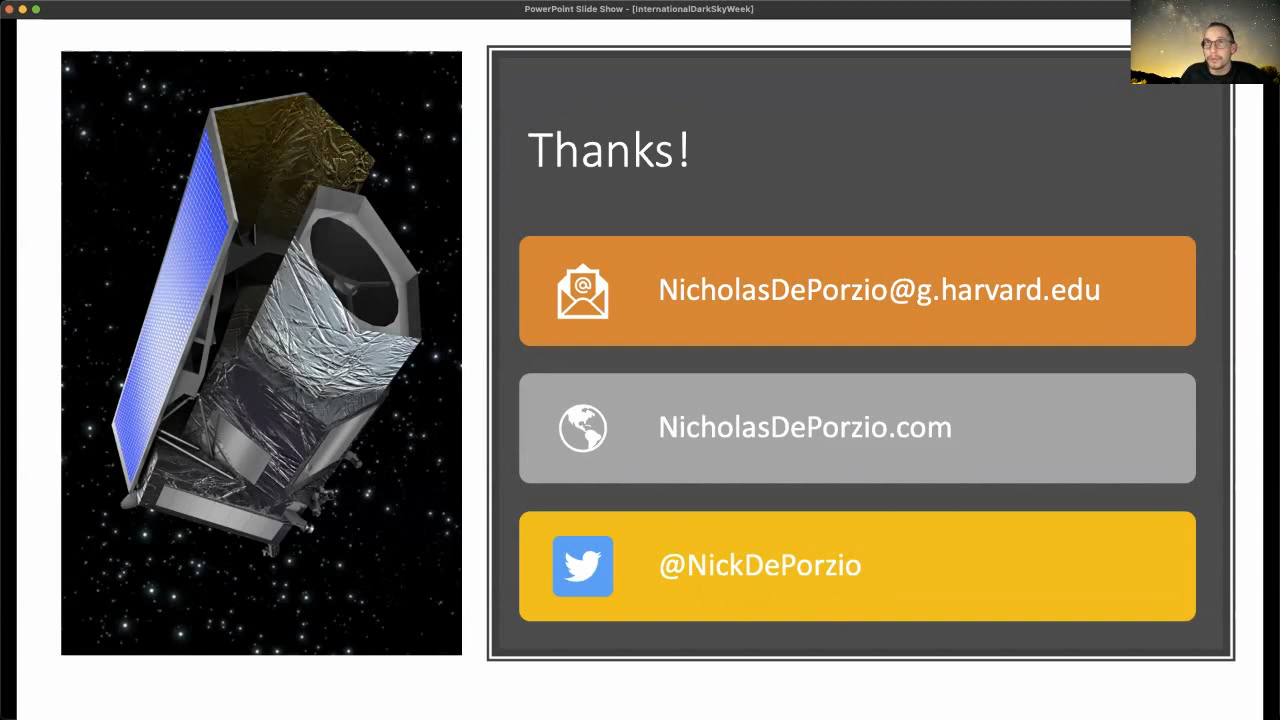 PowerPoint Slide Show - [InternationalDarkSkyWeek]
Thanks!
@
NicholasDePorzio@g.harvard.edu
NicholasDePorzio.com
@NickDePorzio